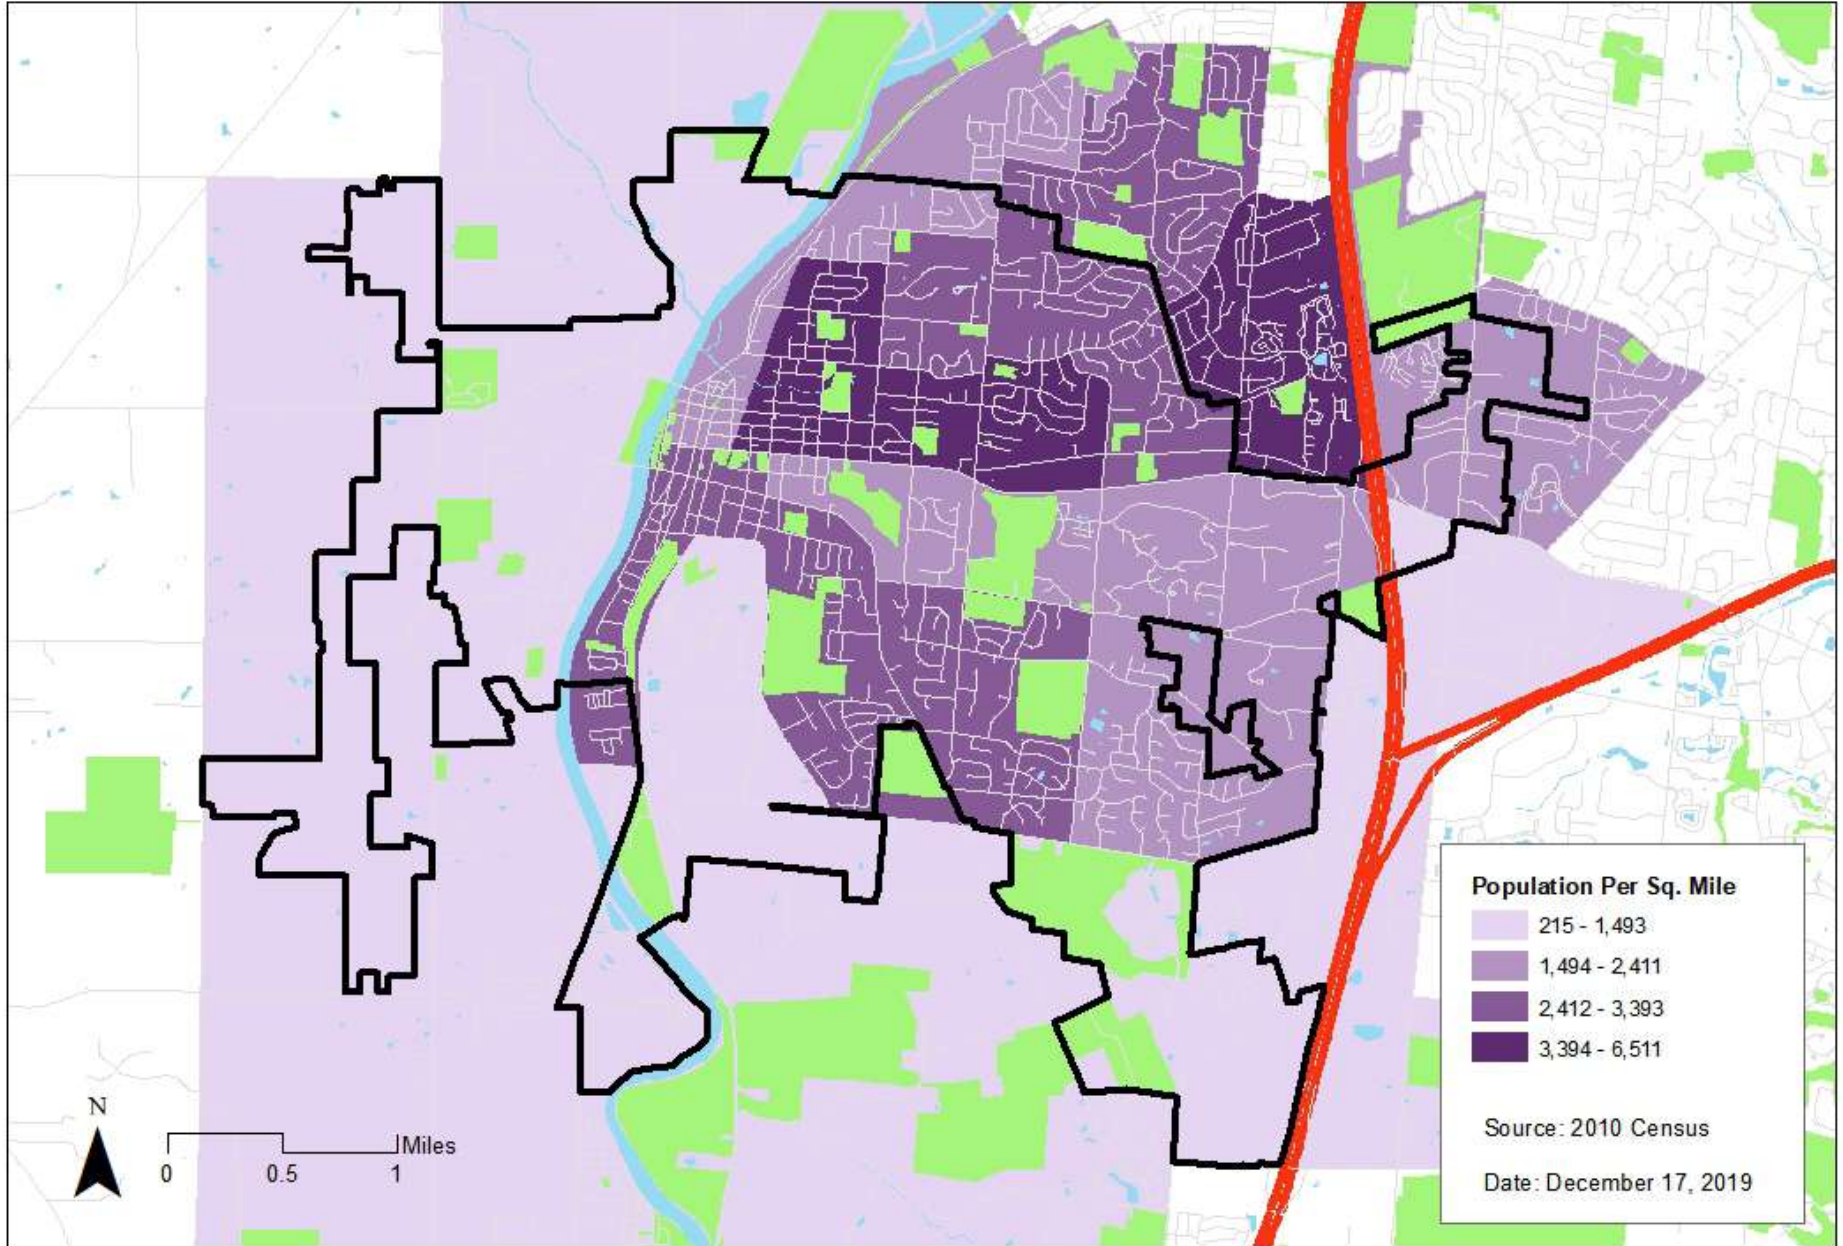 Population Per Sq. Mile
215 - 1,493
1,494 - 2,411
2,412 - 3,393
3,394 - 6,511
Source: 2010 Census
Date: December 17, 2019
N
Miles
0 0.5 1